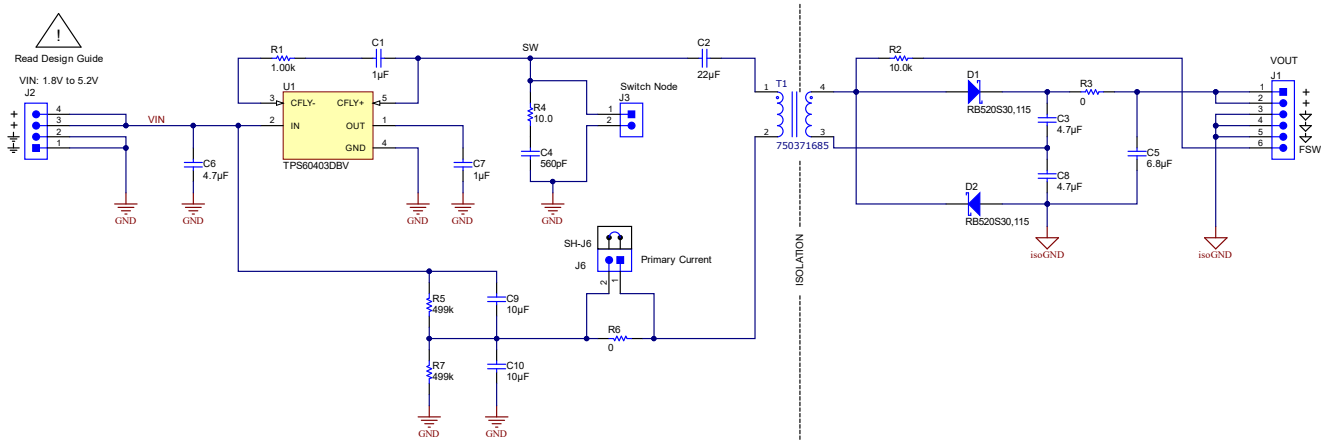 !
Read Design Guide
VIN: 1.8V to 5.2V
J2
+
+
4
3
2
1
VIN
R1
1.00k
C1
1µF
U1
3
CFLY-
CFLY+
5
2
IN
OUT
1
GND
4
TPS60403DBV
C6
4.7µF
C7
1µF
GND
GND
GND
GND
GND
SW
R4
10.0
C4
560pF
Switch Node
J3
1
2
C2
22µF
T1
1
2
4
3
750371685
SH-J6
J6
Primary Current
2
1
R5
499k
C9
10µF
R6
0
R7
499k
C10
10µF
GND
GND
ISOLATION
R2
10.0k
D1
RB520S30,115
R3
0
C3
4.7µF
C8
4.7µF
C5
6.8µF
D2
RB520S30,115
isoGND
isoGND
VOUT
J1
1
2
3
4
5
6
+
+
FSW